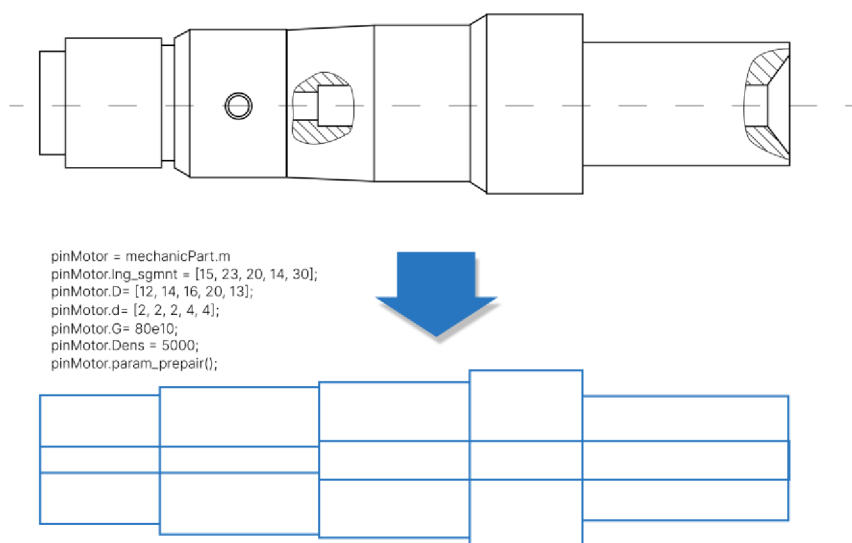 pinMotor = mechanicPart.m
pinMotor.lng_sgmnt = [15, 23, 20, 14, 30];
pinMotor.D= [12, 14, 16, 20, 13];
pinMotor.d= [2, 2, 2, 4, 4];
pinMotor.G= 80e10;
pinMotor.Dens = 5000;
pinMotor.param_prepair();